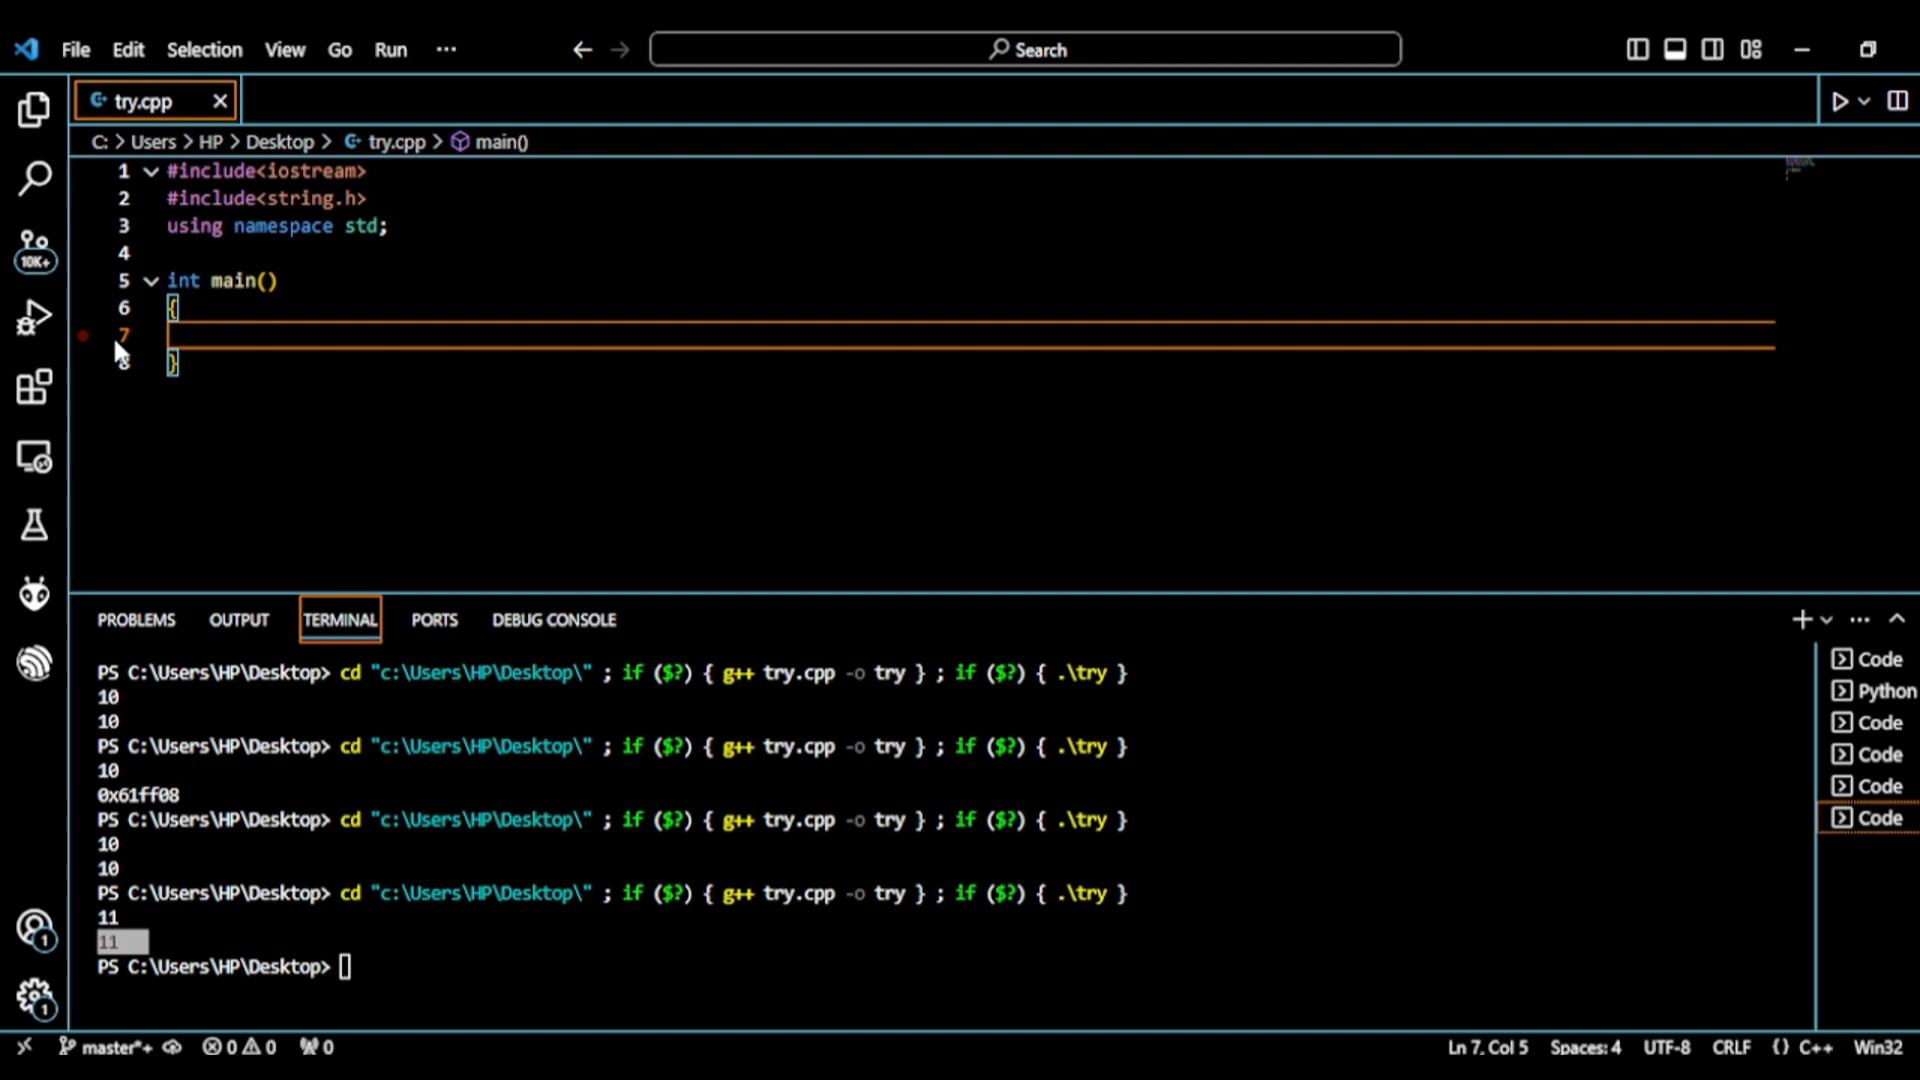 File Edit Selection View Go Run ··· Search
try.cpp
C: > Users > HP > Desktop > try.cpp > main()
1 #include<iostream>
2 #include<string.h>
3 using namespace std;
4
5 int main()
6 {
7
8 }
10K+
PROBLEMS OUTPUT TERMINAL PORTS DEBUG CONSOLE
PS C:\Users\HP\Desktop> cd "c:\Users\HP\Desktop\" ; if ($?) { g++ try.cpp -o try } ; if ($?) { .\try }
10
10
PS C:\Users\HP\Desktop> cd "c:\Users\HP\Desktop\" ; if ($?) { g++ try.cpp -o try } ; if ($?) { .\try }
10
0x61ff08
PS C:\Users\HP\Desktop> cd "c:\Users\HP\Desktop\" ; if ($?) { g++ try.cpp -o try } ; if ($?) { .\try }
10
10
PS C:\Users\HP\Desktop> cd "c:\Users\HP\Desktop\" ; if ($?) { g++ try.cpp -o try } ; if ($?) { .\try }
11
11
PS C:\Users\HP\Desktop>
Code
Python
Code
Code
Code
Code
1
1
master*+ 0 0 0 Ln 7, Col 5 Spaces: 4 UTF-8 CRLF {} C++ Win32